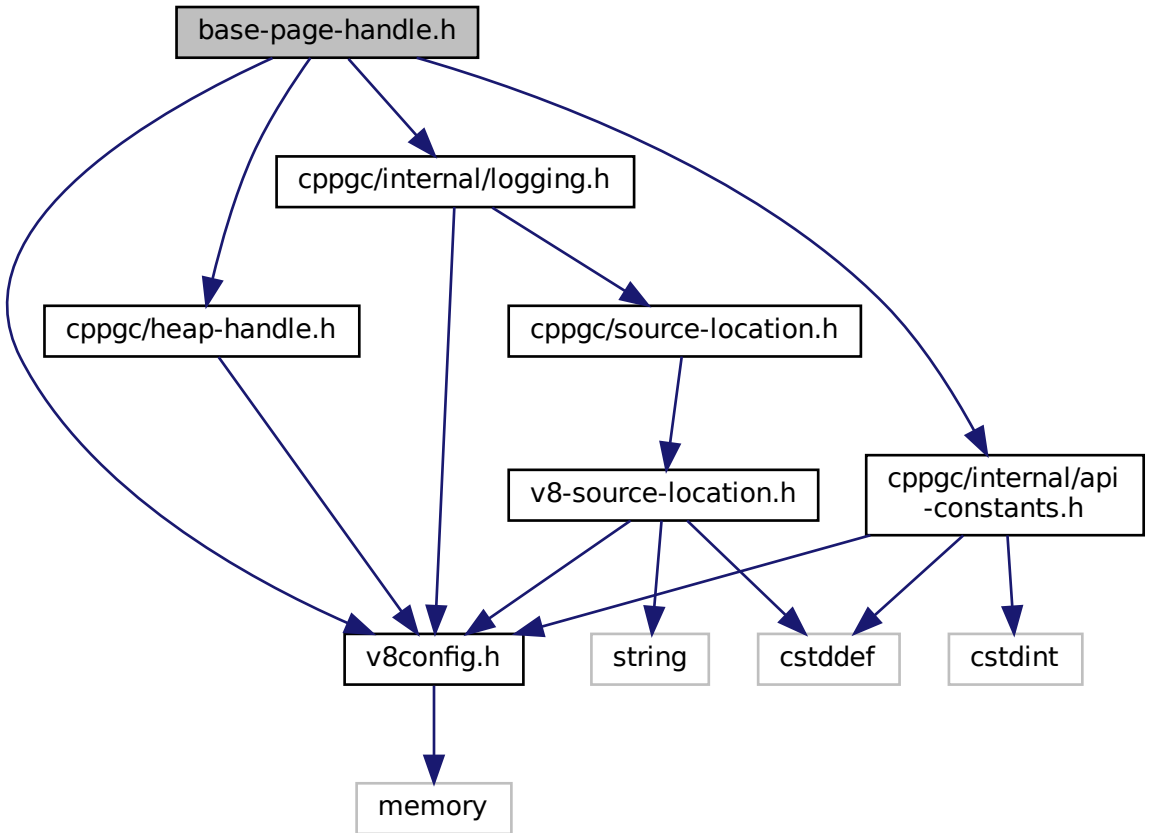 base-page-handle.h
cppgc/internal/logging.h
cppgc/heap-handle.h
cppgc/source-location.h
v8-source-location.h
cppgc/internal/api
-constants.h
v8config.h
string
cstddef
cstdint
memory